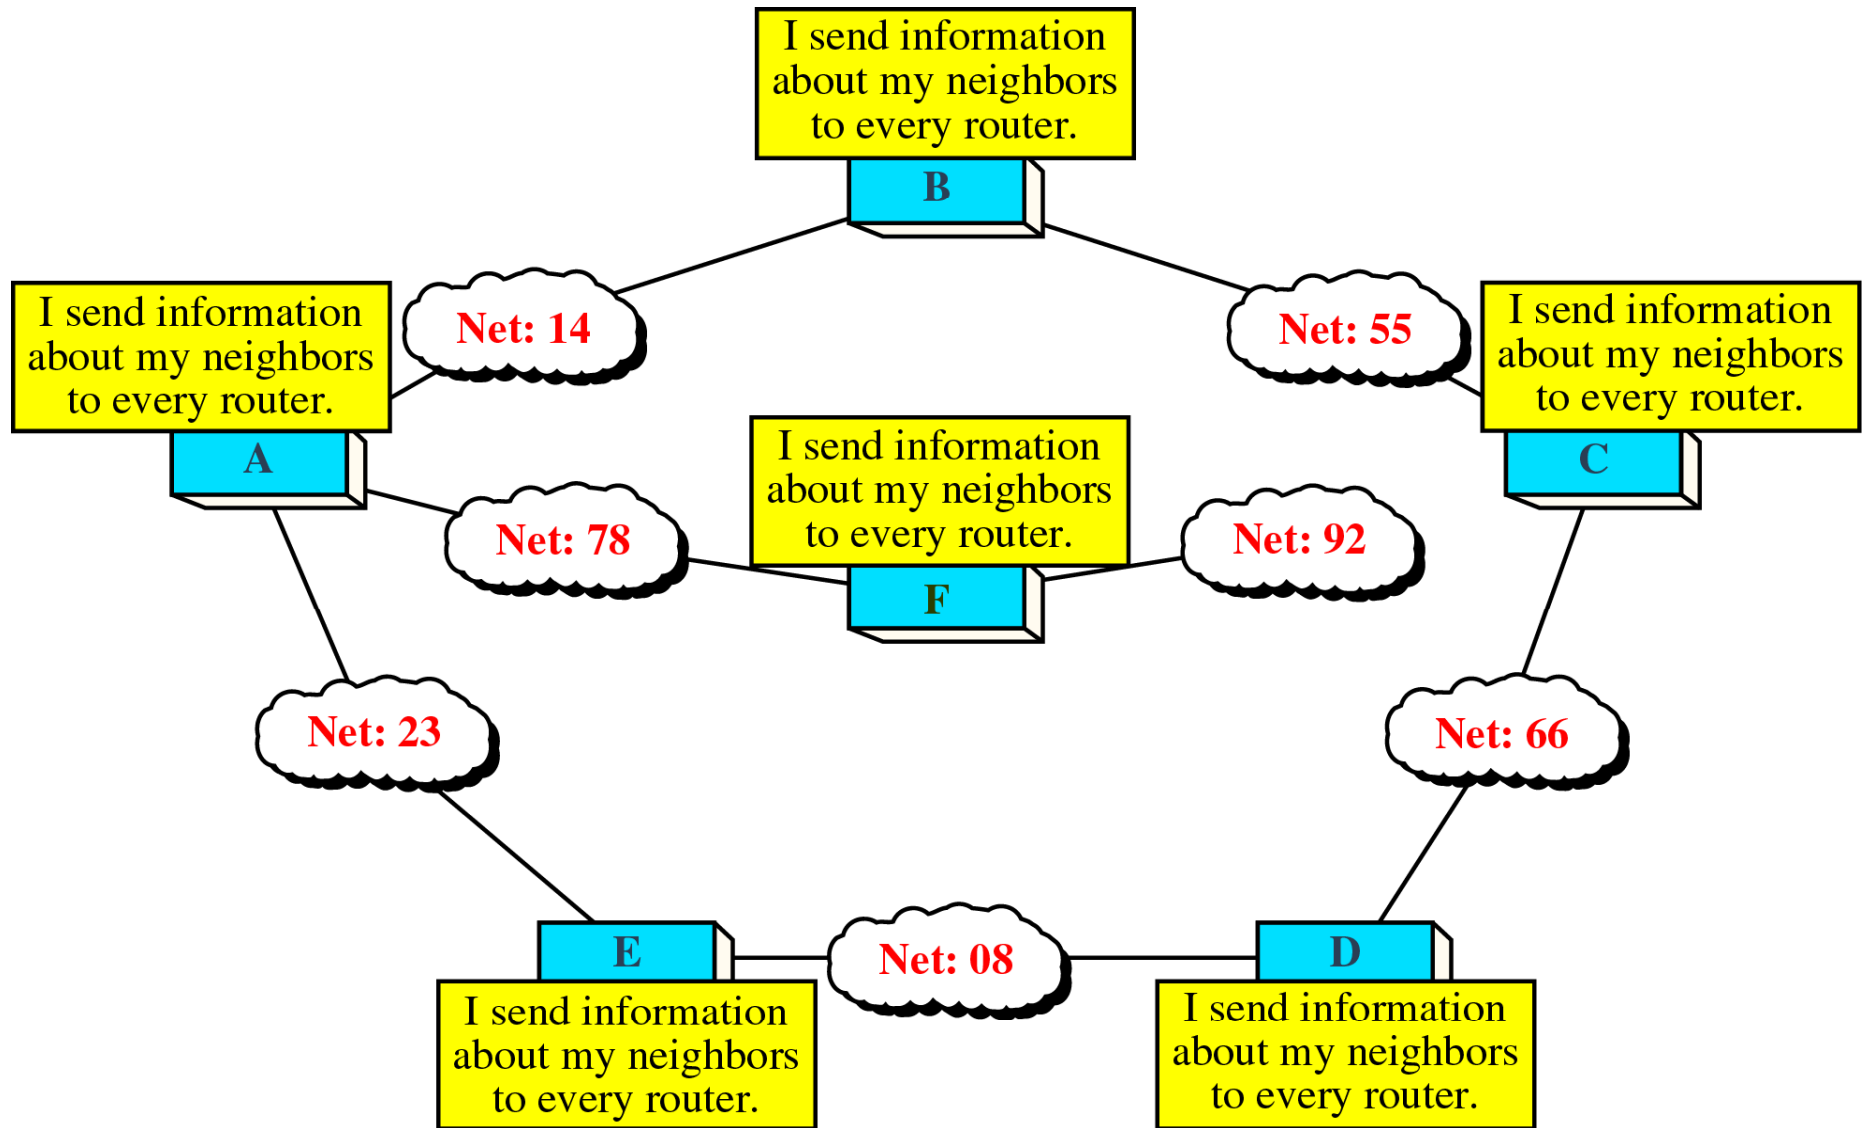 I send information
about my neighbors
to every router.
B
I send information
about my neighbors
to every router.
A
Net: 14
Net: 55
I send information
about my neighbors
to every router.
C
I send information
about my neighbors
to every router.
F
Net: 78
Net: 92
Net: 23
Net: 66
E
I send information
about my neighbors
to every router.
Net: 08
D
I send information
about my neighbors
to every router.